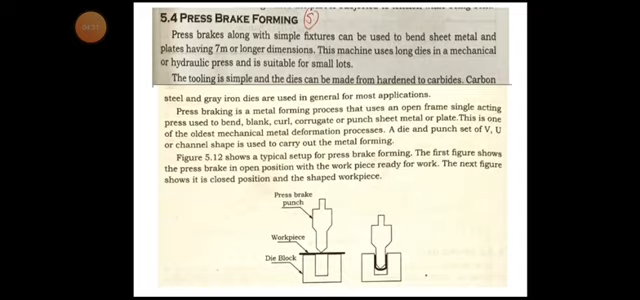 04:31
5.4 PRESS BRAKE FORMING 5
Press brakes along with simple fixtures can be used to bend sheet metal and
plates having 7m or longer dimensions. This machine uses long dies in a mechanical
or hydraulic press and is suitable for small lots.
The tooling is simple and the dies can be made from hardened to carbides. Carbon
steel and gray iron dies are used in general for most applications.
Press braking is a metal forming process that uses an open frame single acting
press used to bend, blank, curl, corrugate or punch sheet metal or plate.This is one
of the oldest mechanical metal deformation processes. A die and punch set of V, U
or channel shape is used to carry out the metal forming.
Figure 5.12 shows a typical setup for press brake forming. The first figure shows
the press brake in open position with the work piece ready for work. The next figure
shows it is closed position and the shaped workpiece.
Press brake
punch
Workpiece
Die Block